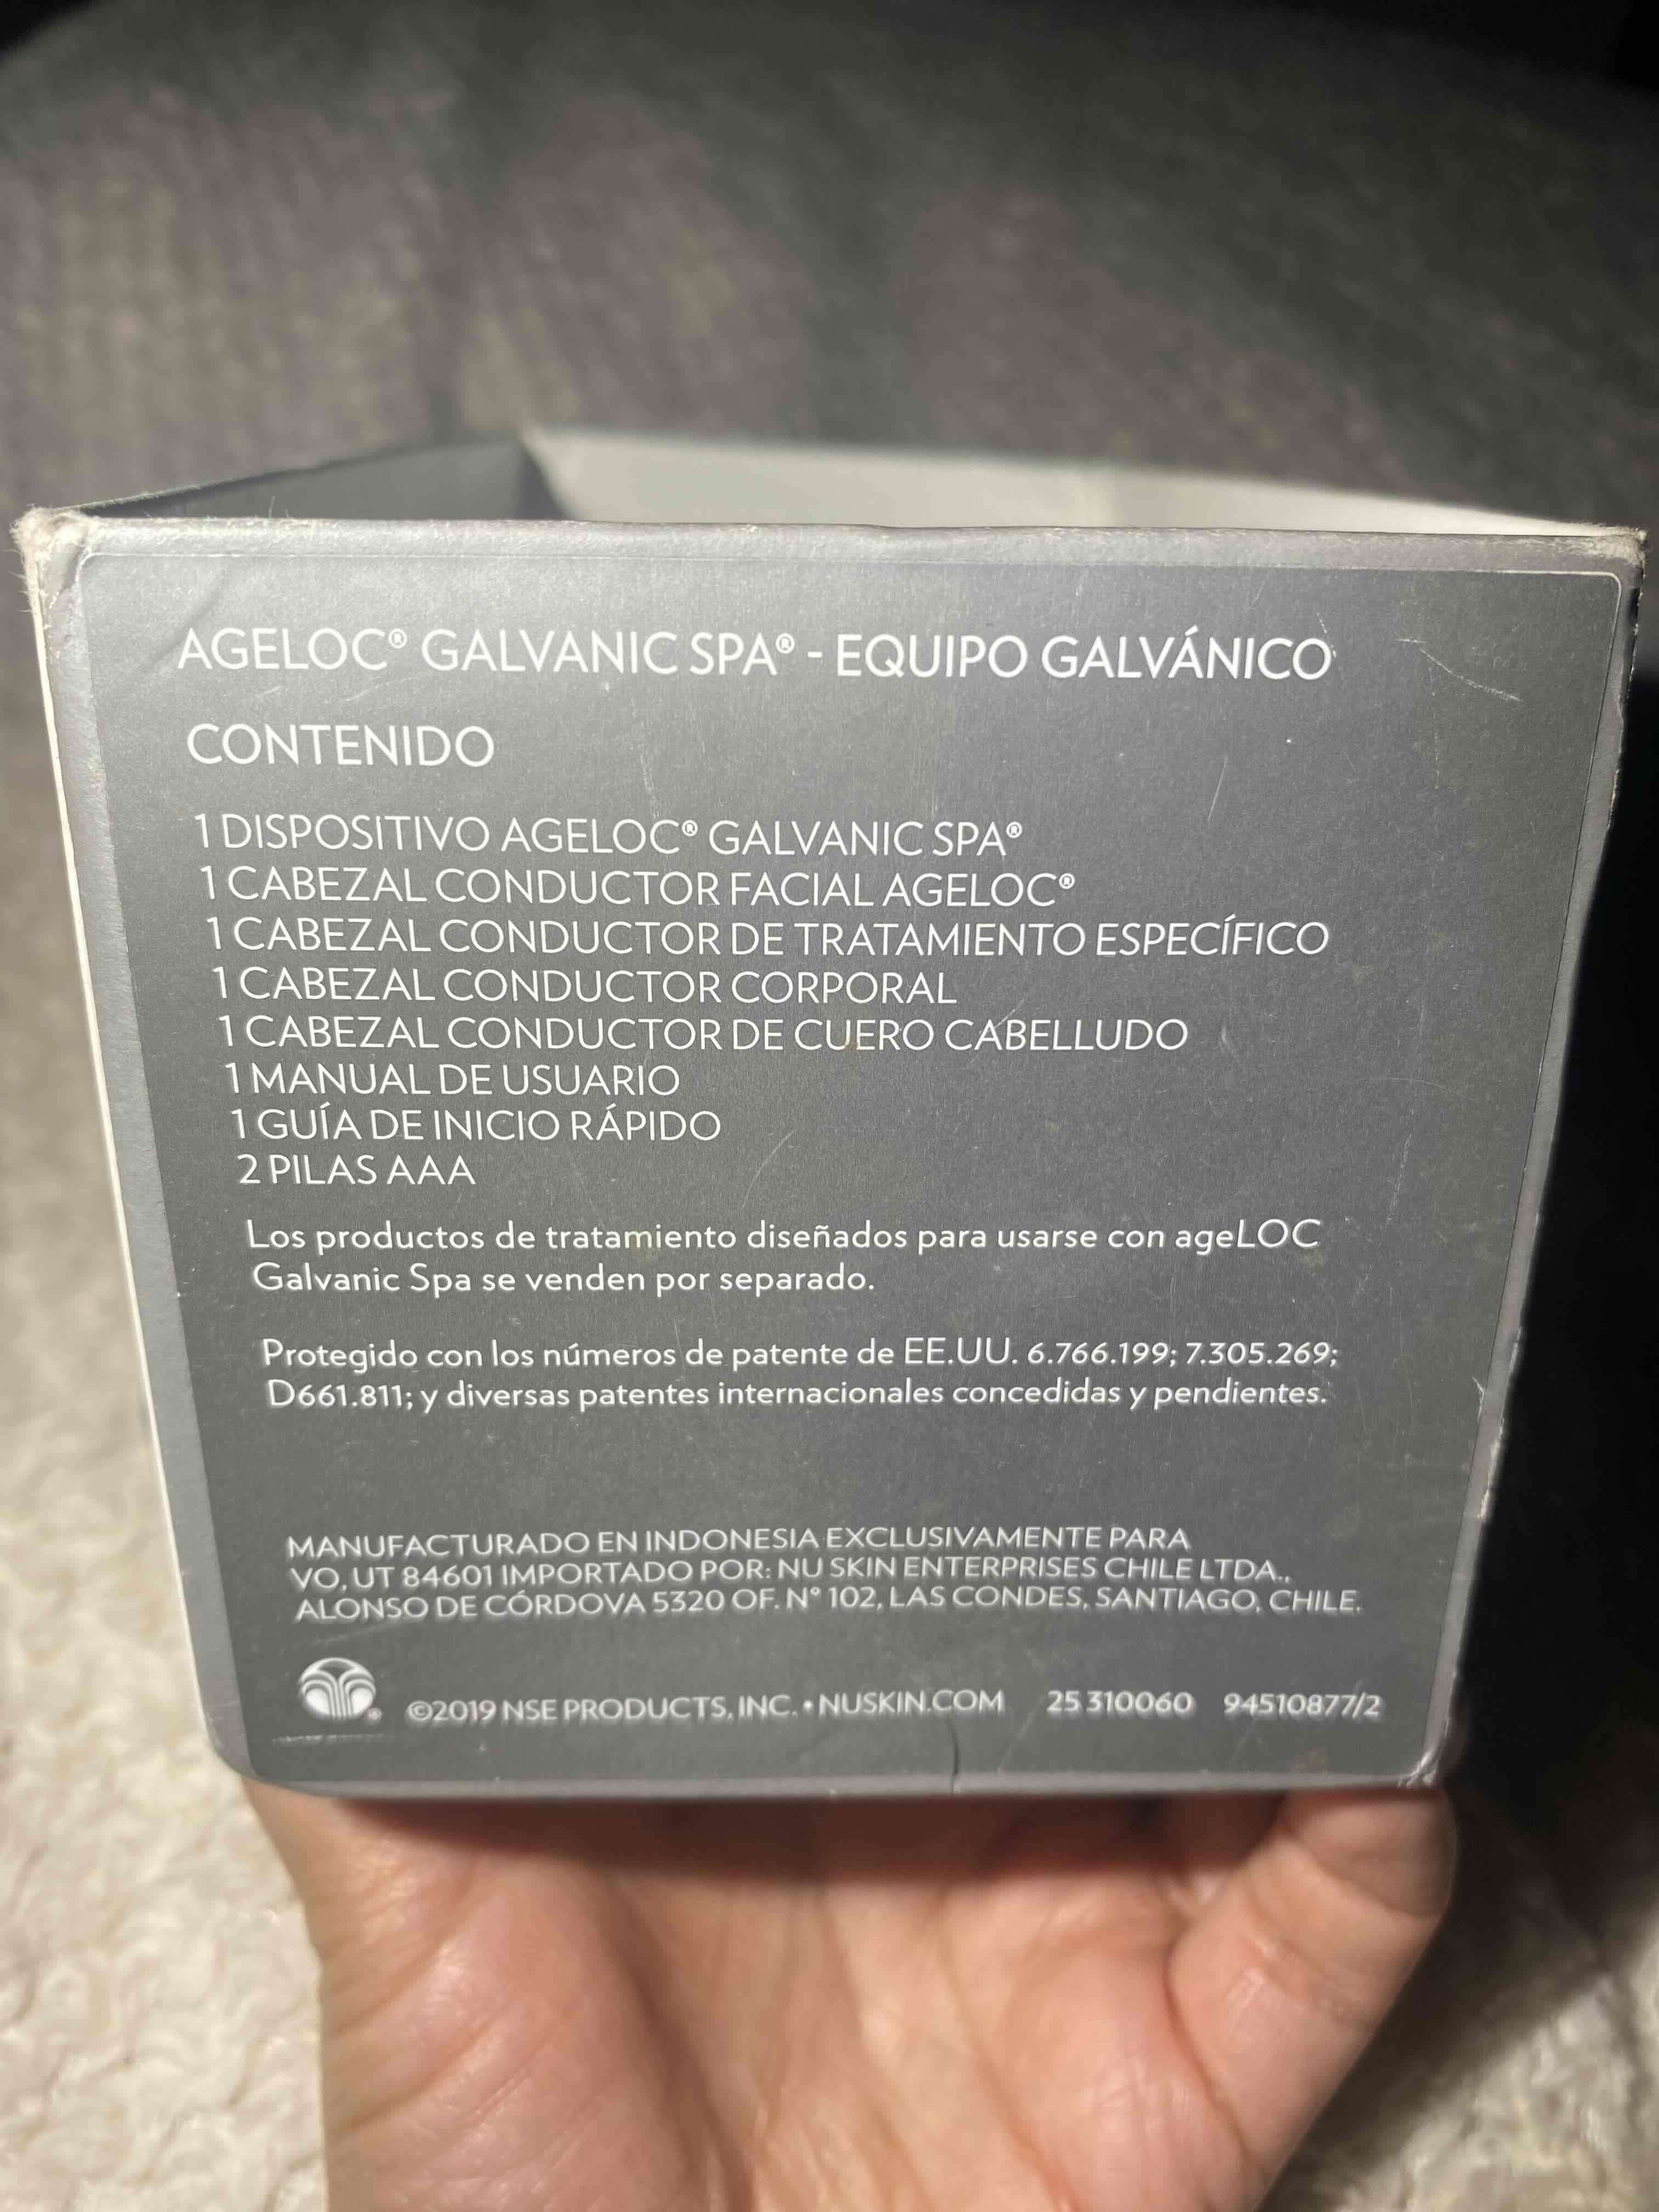 AGELOC® GALVANIC SPA® - EQUIPO GALVÁNICO
CONTENIDO
1 DISPOSITIVO AGELOC® GALVANIC SPA®
1 CABEZAL CONDUCTOR FACIAL AGELOC®
1 CABEZAL CONDUCTOR DE TRATAMIENTO ESPECÍFICO
1 CABEZAL CONDUCTOR CORPORAL
1 CABEZAL CONDUCTOR DE CUERO CABELLUDO
1 MANUAL DE USUARIO
1 GUÍA DE INICIO RÁPIDO
2 PILAS AAA
Los productos de tratamiento diseñados para usarse con ageLOC
Galvanic Spa se venden por separado.
Protegido con los números de patente de EE.UU. 6.766.199; 7.305.269;
D661.811; y diversas patentes internacionales concedidas y pendientes.
MANUFACTURADO EN INDONESIA EXCLUSIVAMENTE PARA
VO, UT 84601 IMPORTADO POR: NU SKIN ENTERPRISES CHILE LTDA.,
ALONSO DE CÓRDOVA 5320 OF. N° 102, LAS CONDES, SANTIAGO, CHILE.
®
©2019 NSE PRODUCTS, INC. • NUSKIN.COM 25 310060 94510877/2